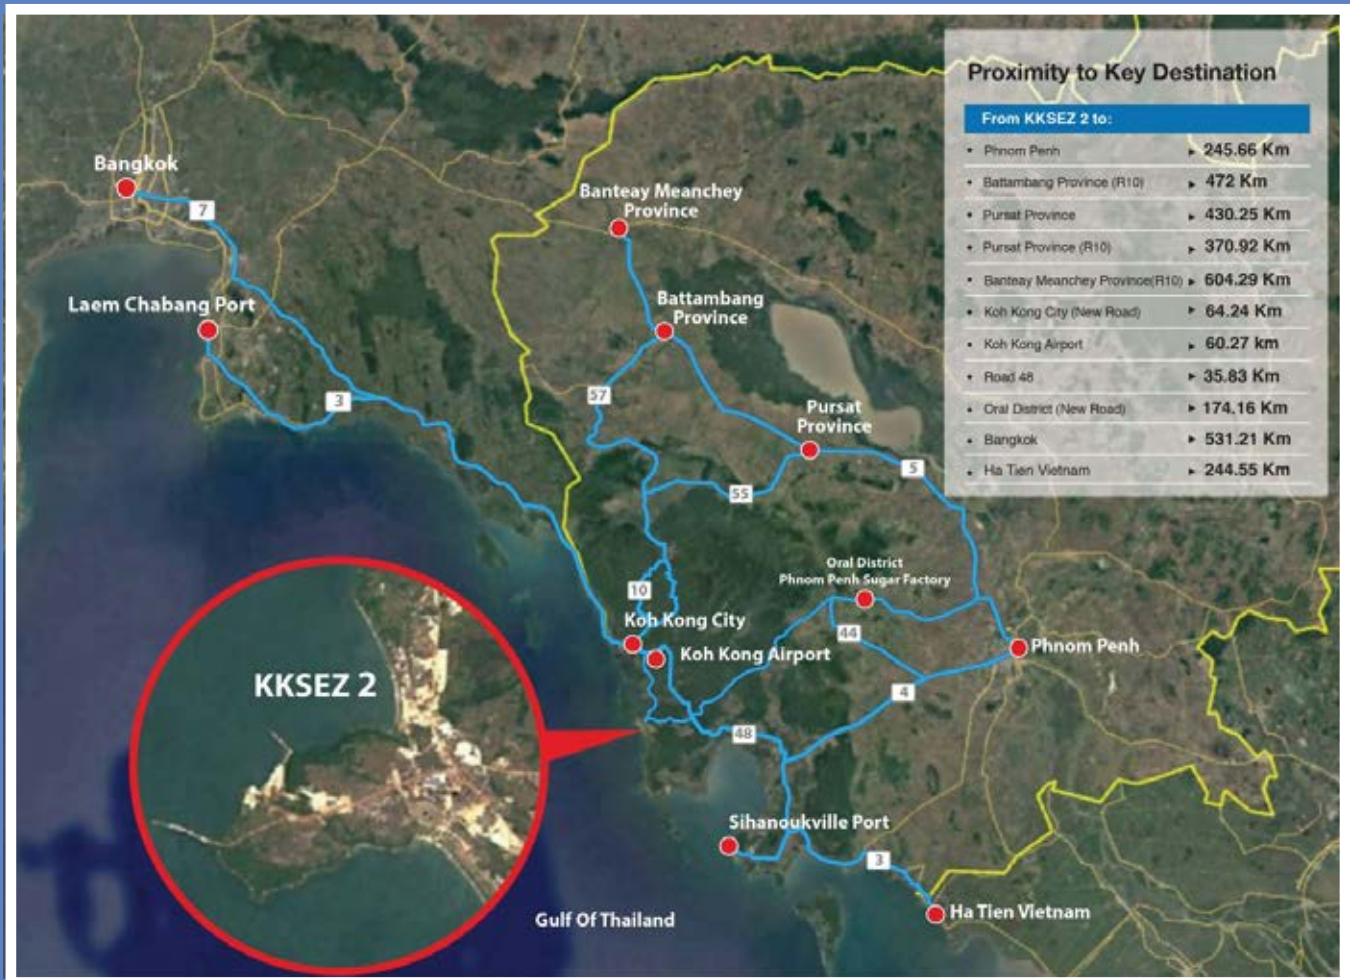 Proximity to Key Destination
From KKSEZ 2 to:
• Phnom Penh ▸ 245.66 Km
• Battambang Province (R10) ▸ 472 Km
• Pursat Province ▸ 430.25 Km
• Pursat Province (R10) ▸ 370.92 Km
• Banteay Meanchey Province(R10) ▸ 604.29 Km
• Koh Kong City (New Road) ▸ 64.24 Km
• Koh Kong Airport ▸ 60.27 km
• Road 48 ▸ 35.83 Km
• Oral District (New Road) ▸ 174.16 Km
• Bangkok ▸ 531.21 Km
• Ha Tien Vietnam ▸ 244.55 Km
Bangkok
7
Banteay Meanchey
Province
Laem Chabang Port
Battambang
Province
3
57
Pursat
Province
5
55
Oral District
Phnom Penh Sugar Factory
10
Koh Kong City
44
Koh Kong Airport
Phnom Penh
KKSEZ 2
4
48
Sihanoukville Port
3
Ha Tien Vietnam
Gulf Of Thailand